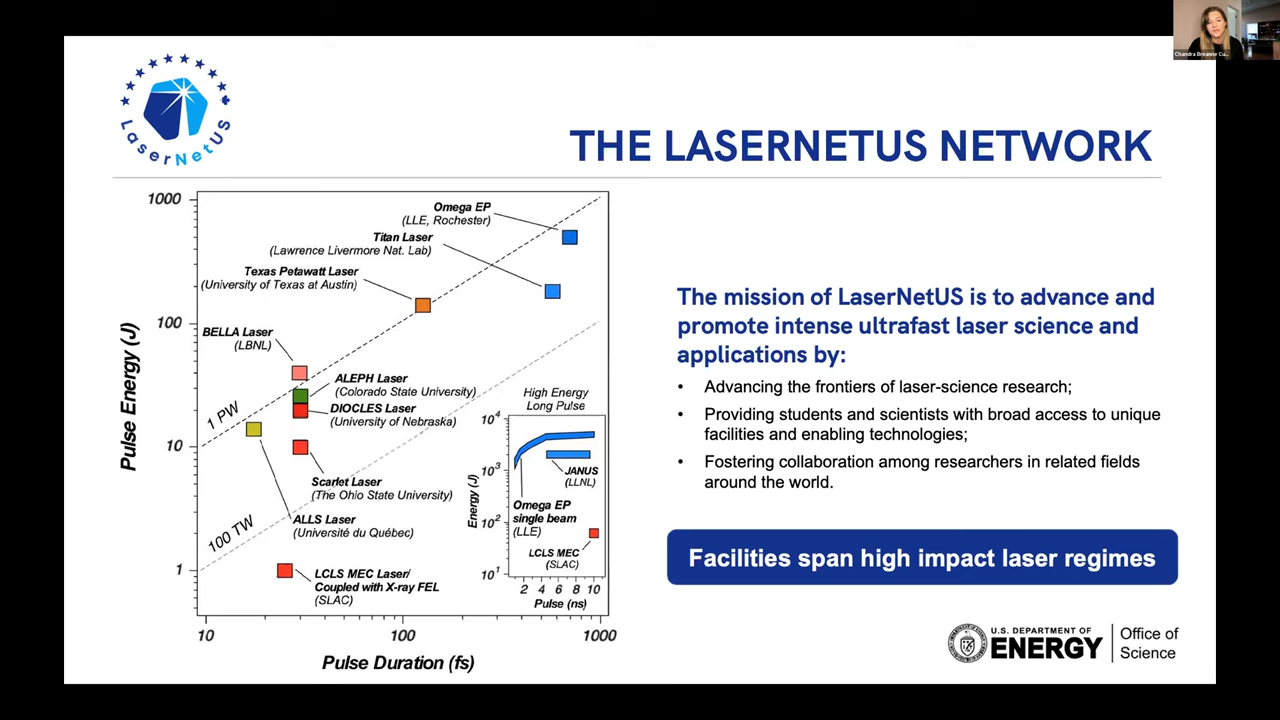 Chandra Breanne Cu...
LaserNetUS
THE LASERNETUS NETWORK
1000
100
10
1
Pulse Energy (J)
Omega EP
(LLE, Rochester)
Titan Laser
(Lawrence Livermore Nat. Lab)
Texas Petawatt Laser
(University of Texas at Austin)
BELLA Laser
(LBNL)
ALEPH Laser
(Colorado State University)
DIOCLES Laser
(University of Nebraska)
1 PW
Scarlet Laser
(The Ohio State University)
ALLS Laser
(Université du Québec)
100 TW
LCLS MEC Laser/
Coupled with X-ray FEL
(SLAC)
10
100
1000
Pulse Duration (fs)
High Energy
Long Pulse
10⁴
10³
10²
10¹
Energy (J)
JANUS
(LLNL)
Omega EP
single beam
(LLE)
LCLS MEC
(SLAC)
2 4 6 8 10
Pulse (ns)
The mission of LaserNetUS is to advance and
promote intense ultrafast laser science and
applications by:
• Advancing the frontiers of laser-science research;
• Providing students and scientists with broad access to unique
facilities and enabling technologies;
• Fostering collaboration among researchers in related fields
around the world.
Facilities span high impact laser regimes
U.S. DEPARTMENT OF
ENERGY
Office of
Science